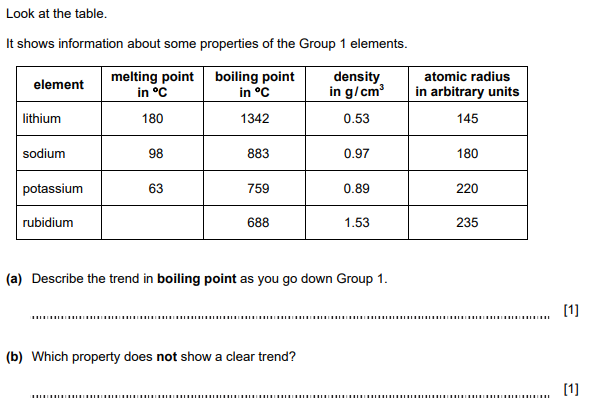 Look at the table.
It shows information about some properties of the Group 1 elements.
element melting point in °C boiling point in °C density in g/cm³ atomic radius in arbitrary units
lithium 180 1342 0.53 145
sodium 98 883 0.97 180
potassium 63 759 0.89 220
rubidium 688 1.53 235
(a) Describe the trend in boiling point as you go down Group 1.
[1]
(b) Which property does not show a clear trend?
[1]